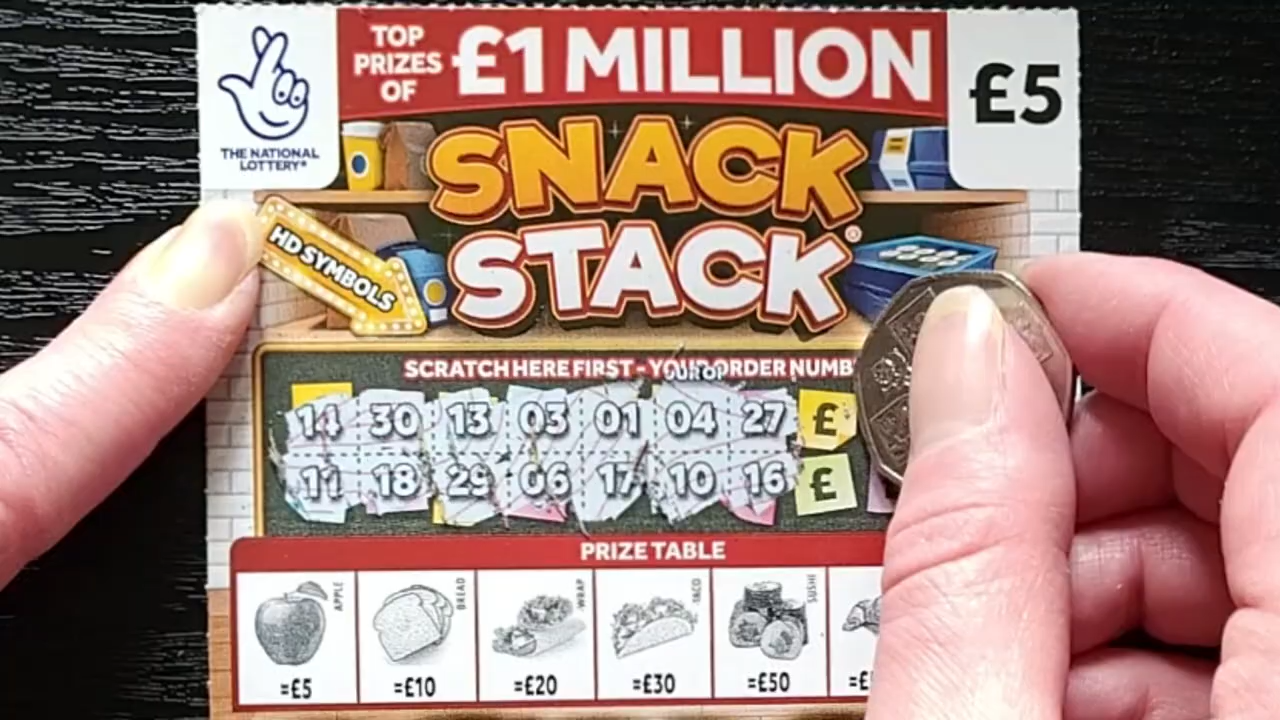 TOP
PRIZES
OF
£1 MILLION
£5
THE NATIONAL
LOTTERY®
SNACK
STACK®
HD SYMBOLS
SCRATCH HERE FIRST - YOUR ORDER
14 30 13 03 01 04 27 £
11 18 29 06 17 10 16 £
PRIZE TABLE
APPLE
BREAD
WRAP
TACO
SUSHI
=£5
=£10
=£20
=£30
=£50